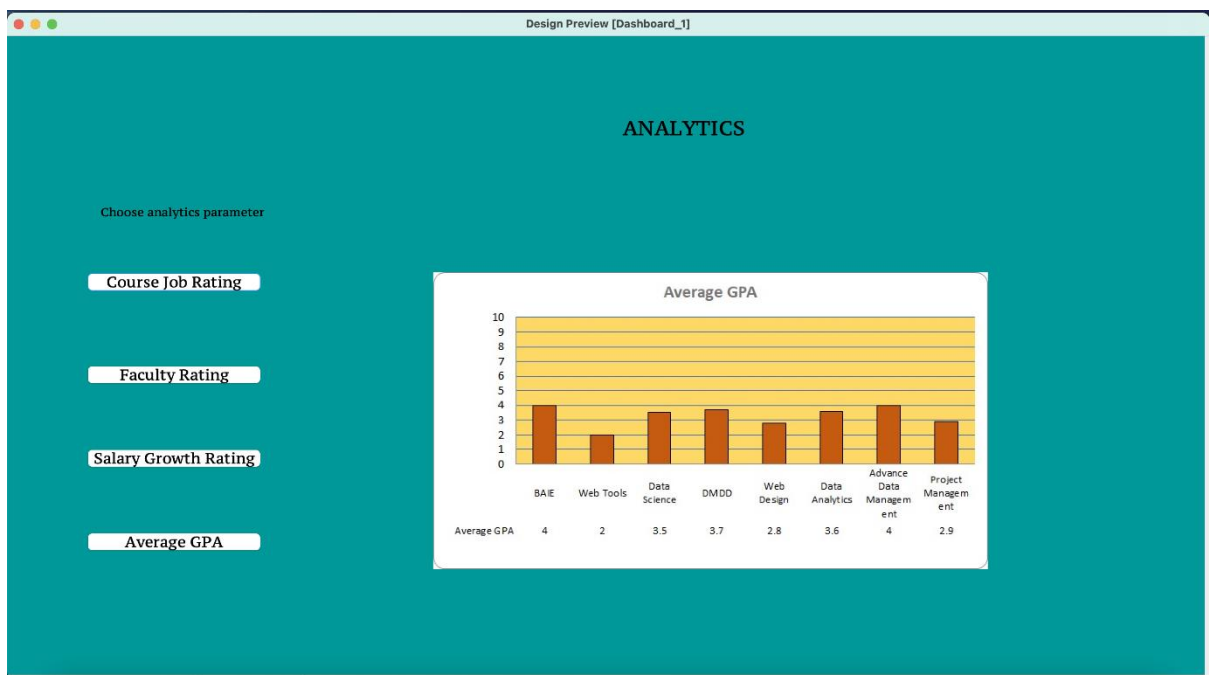 Design Preview [Dashboard_1]
ANALYTICS
Choose analytics parameter
Course Job Rating
Faculty Rating
Salary Growth Rating
Average GPA
Average GPA
10
9
8
7
6
5
4
3
2
1
0
BAIE
Web Tools
Data
Science
DMDD
Web
Design
Data
Analytics
Advance
Data
Managem
ent
Project
Managem
ent
Average GPA 4 2 3.5 3.7 2.8 3.6 4 2.9